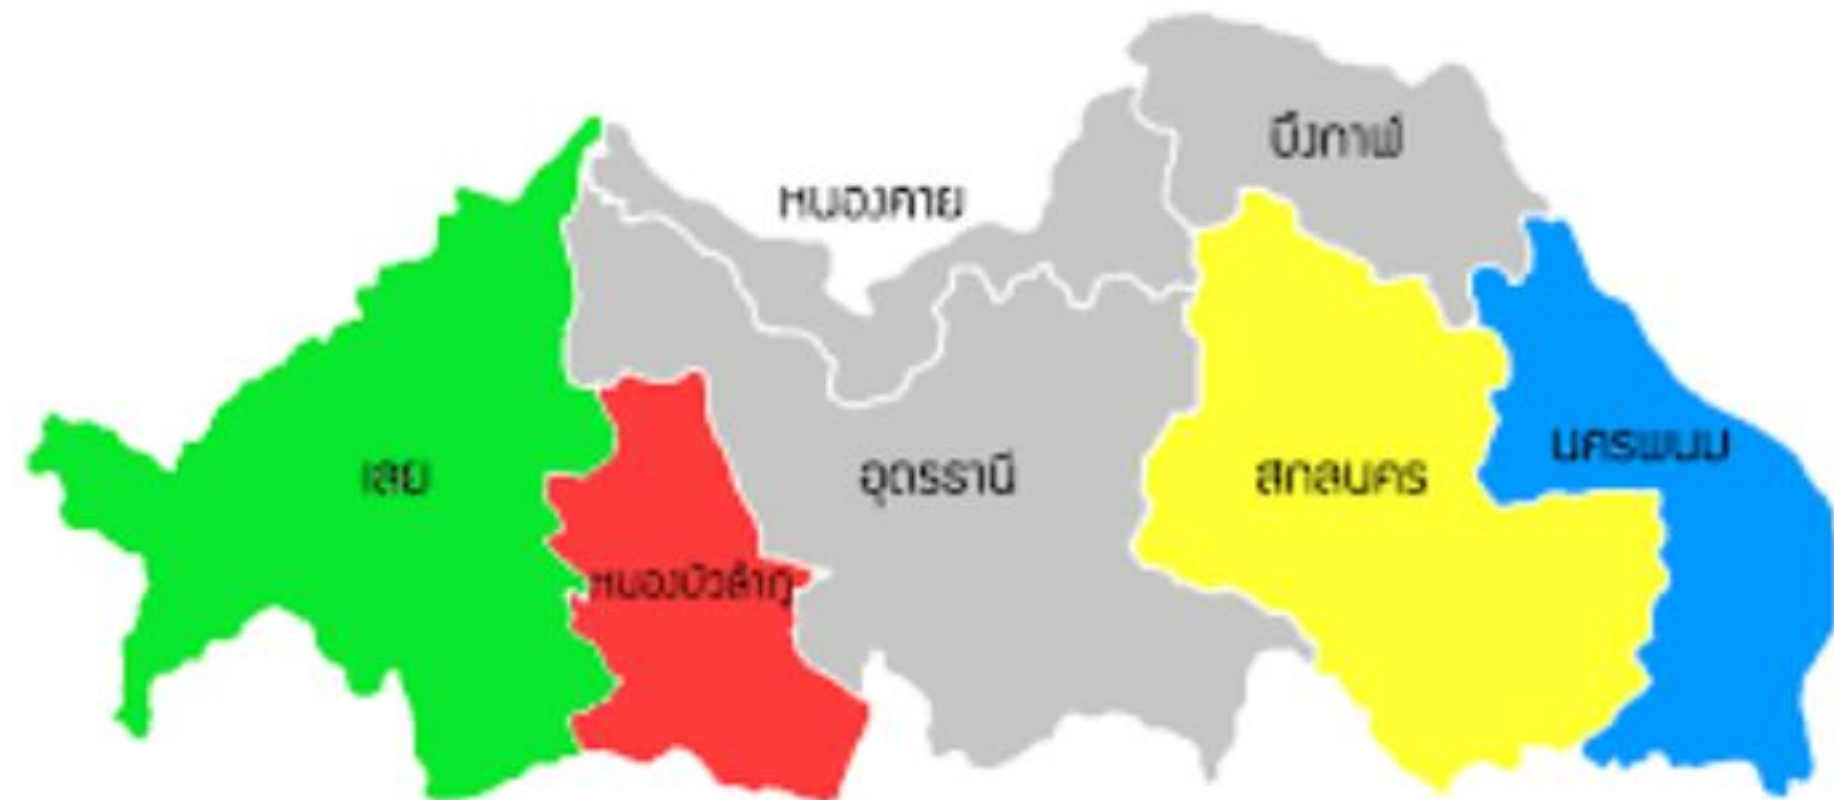 บึงกาฬ
หนองคาย
เลย
อุดรธานี
สกลนคร
นครพนม
หนองบัวลำภู